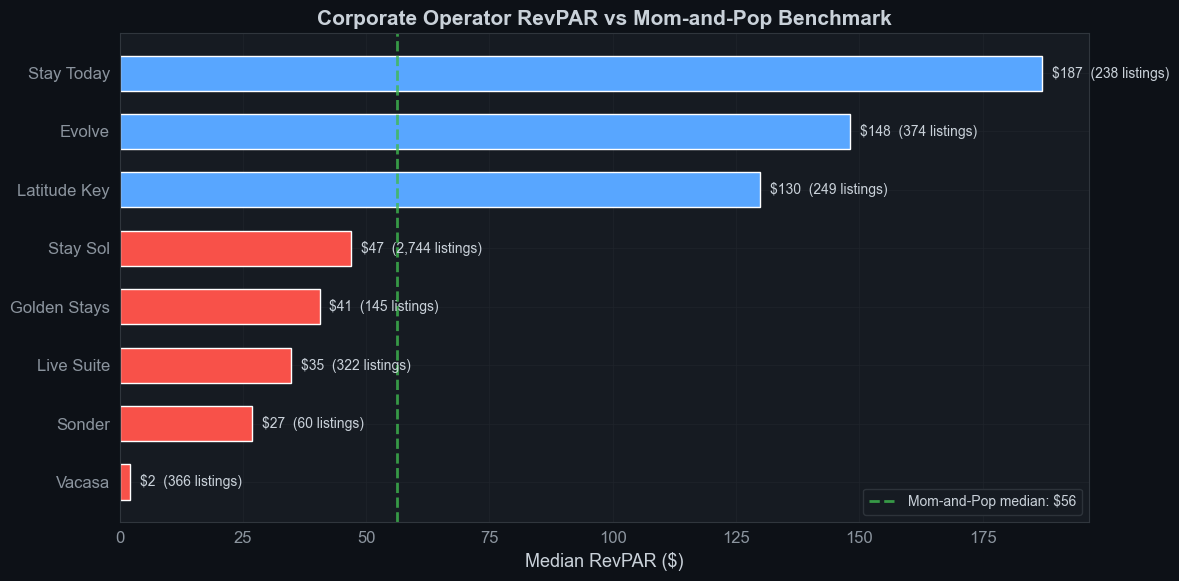 Corporate Operator RevPAR vs Mom-and-Pop Benchmark
Stay Today
$187 (238 listings)
Evolve
$148 (374 listings)
Latitude Key
$130 (249 listings)
Stay Sol
$47 (2,744 listings)
Golden Stays
$41 (145 listings)
Live Suite
$35 (322 listings)
Sonder
$27 (60 listings)
Vacasa
$2 (366 listings)
Mom-and-Pop median: $56
0 25 50 75 100 125 150 175
Median RevPAR ($)